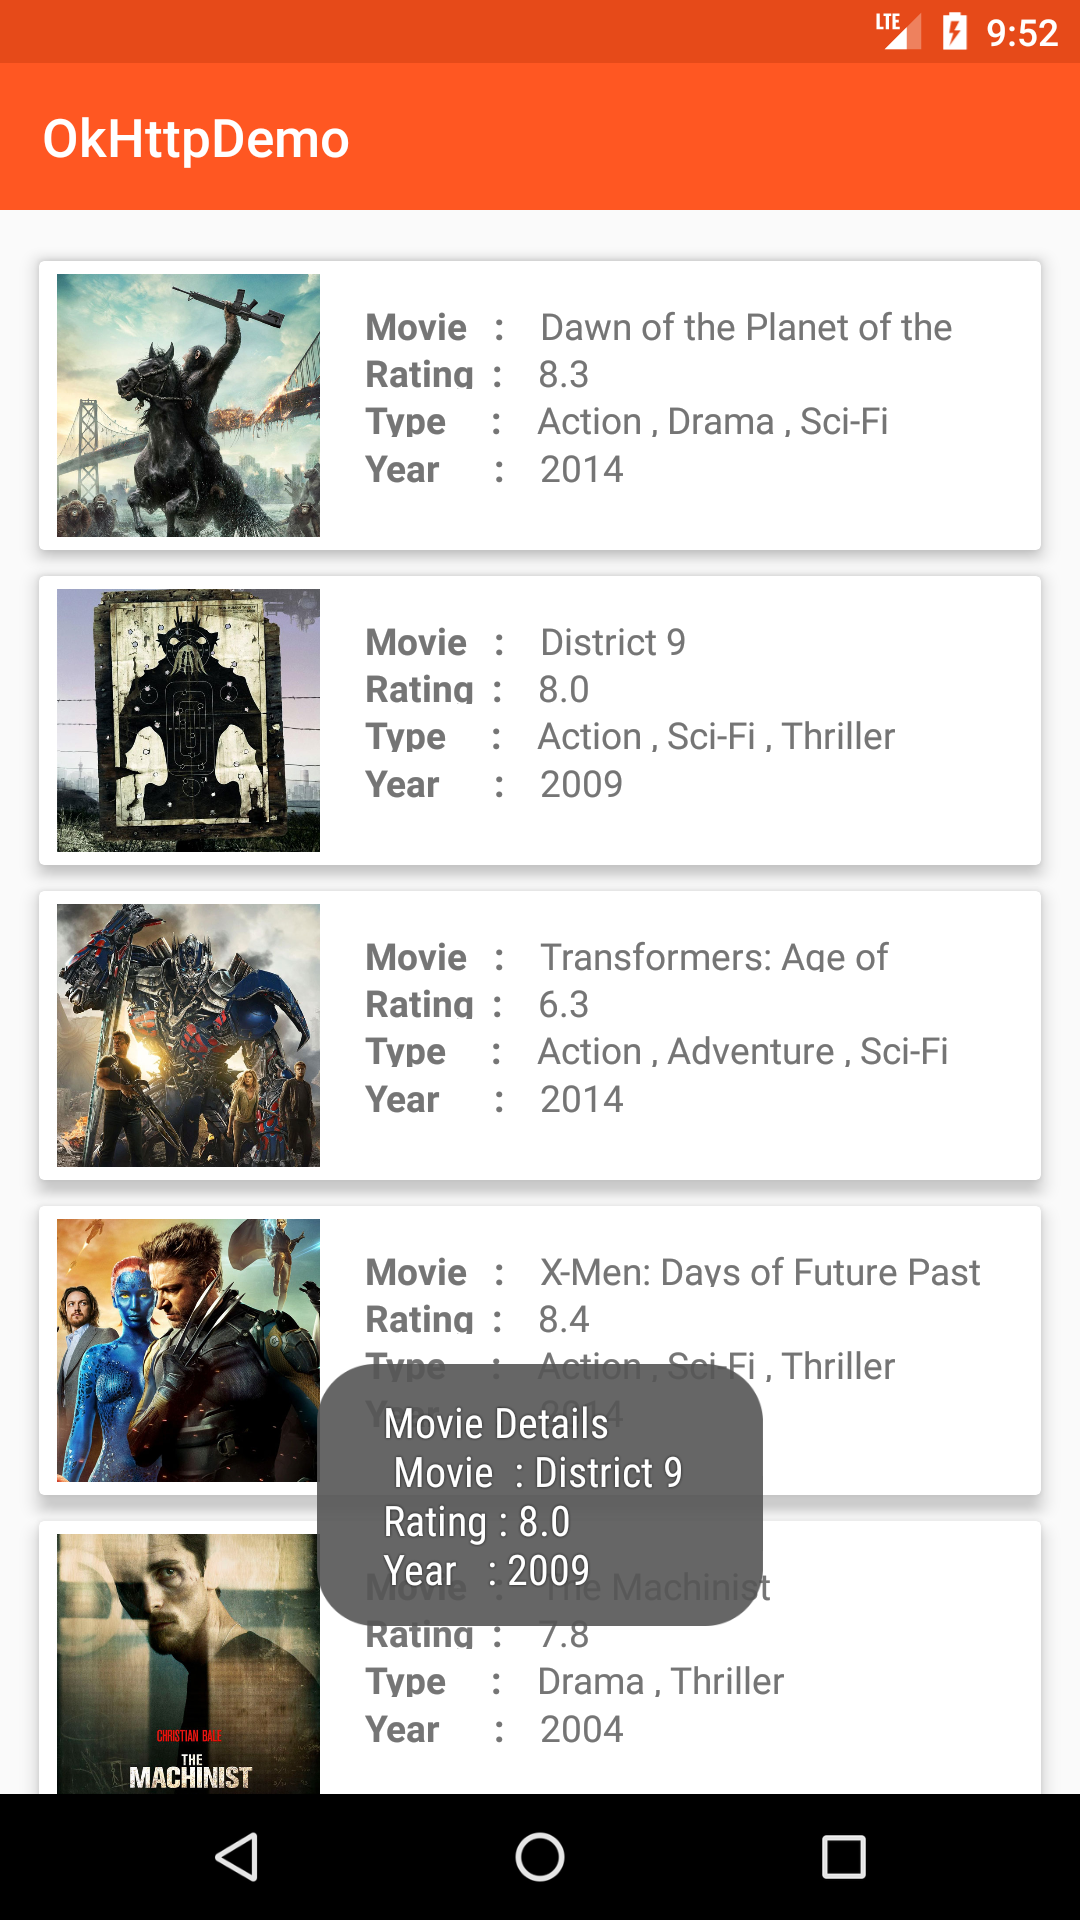 LTE 9:52
OkHttpDemo
Movie : Dawn of the Planet of the
Rating : 8.3
Type : Action , Drama , Sci-Fi
Year : 2014
Movie : District 9
Rating : 8.0
Type : Action , Sci-Fi , Thriller
Year : 2009
Movie : Transformers: Age of
Rating : 6.3
Type : Action , Adventure , Sci-Fi
Year : 2014
Movie : X-Men: Days of Future Past
Rating : 8.4
Type : Action , Sci-Fi , Thriller
Year : 2014
Movie Details
Movie : District 9
Rating : 8.0
Year : 2009
Movie : The Machinist
Rating : 7.8
Type : Drama , Thriller
Year : 2004
CHRISTIAN BALE
THE
MACHINIST